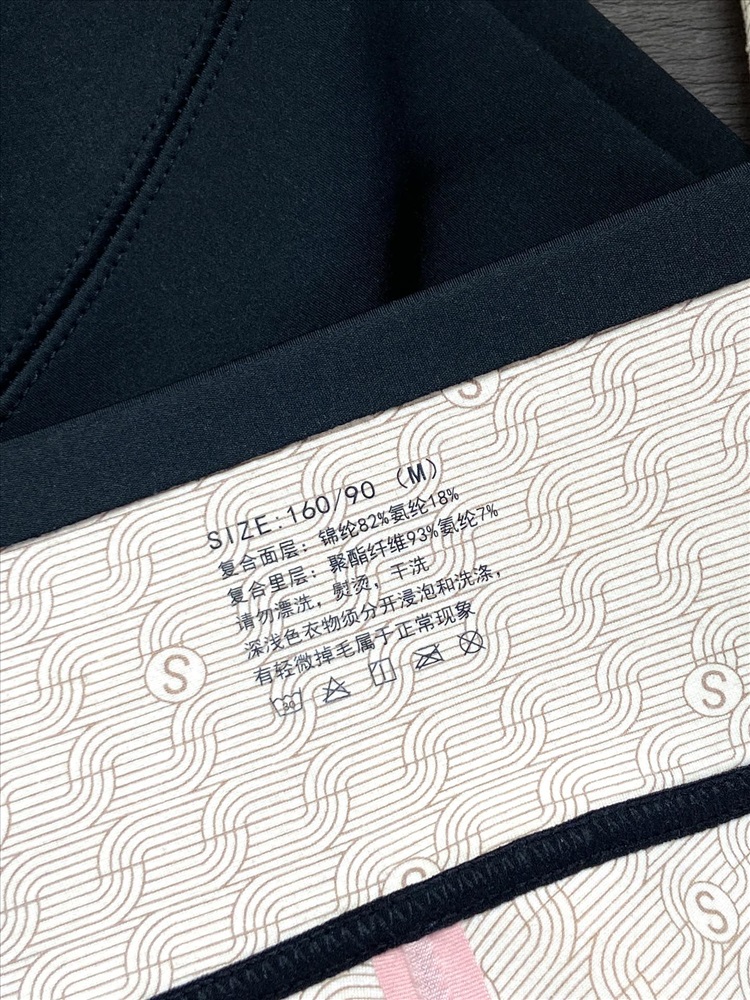 SIZE:160/90 (M)
复合面层：锦纶82%氨纶18%
复合里层：聚酯纤维93%氨纶7%
请勿漂洗，熨烫，干洗
深浅色衣物须分开浸泡和洗涤，
有轻微掉毛属于正常现象
30
S
S
S
S
S